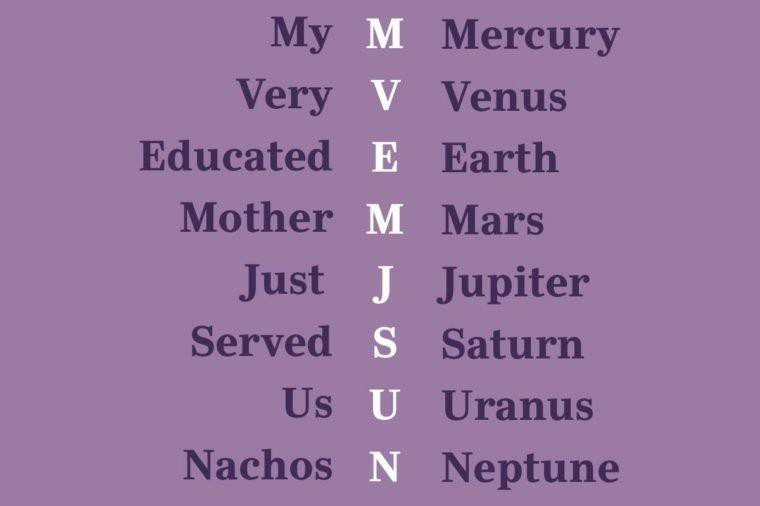 My M Mercury
Very V Venus
Educated E Earth
Mother M Mars
Just J Jupiter
Served S Saturn
Us U Uranus
Nachos N Neptune